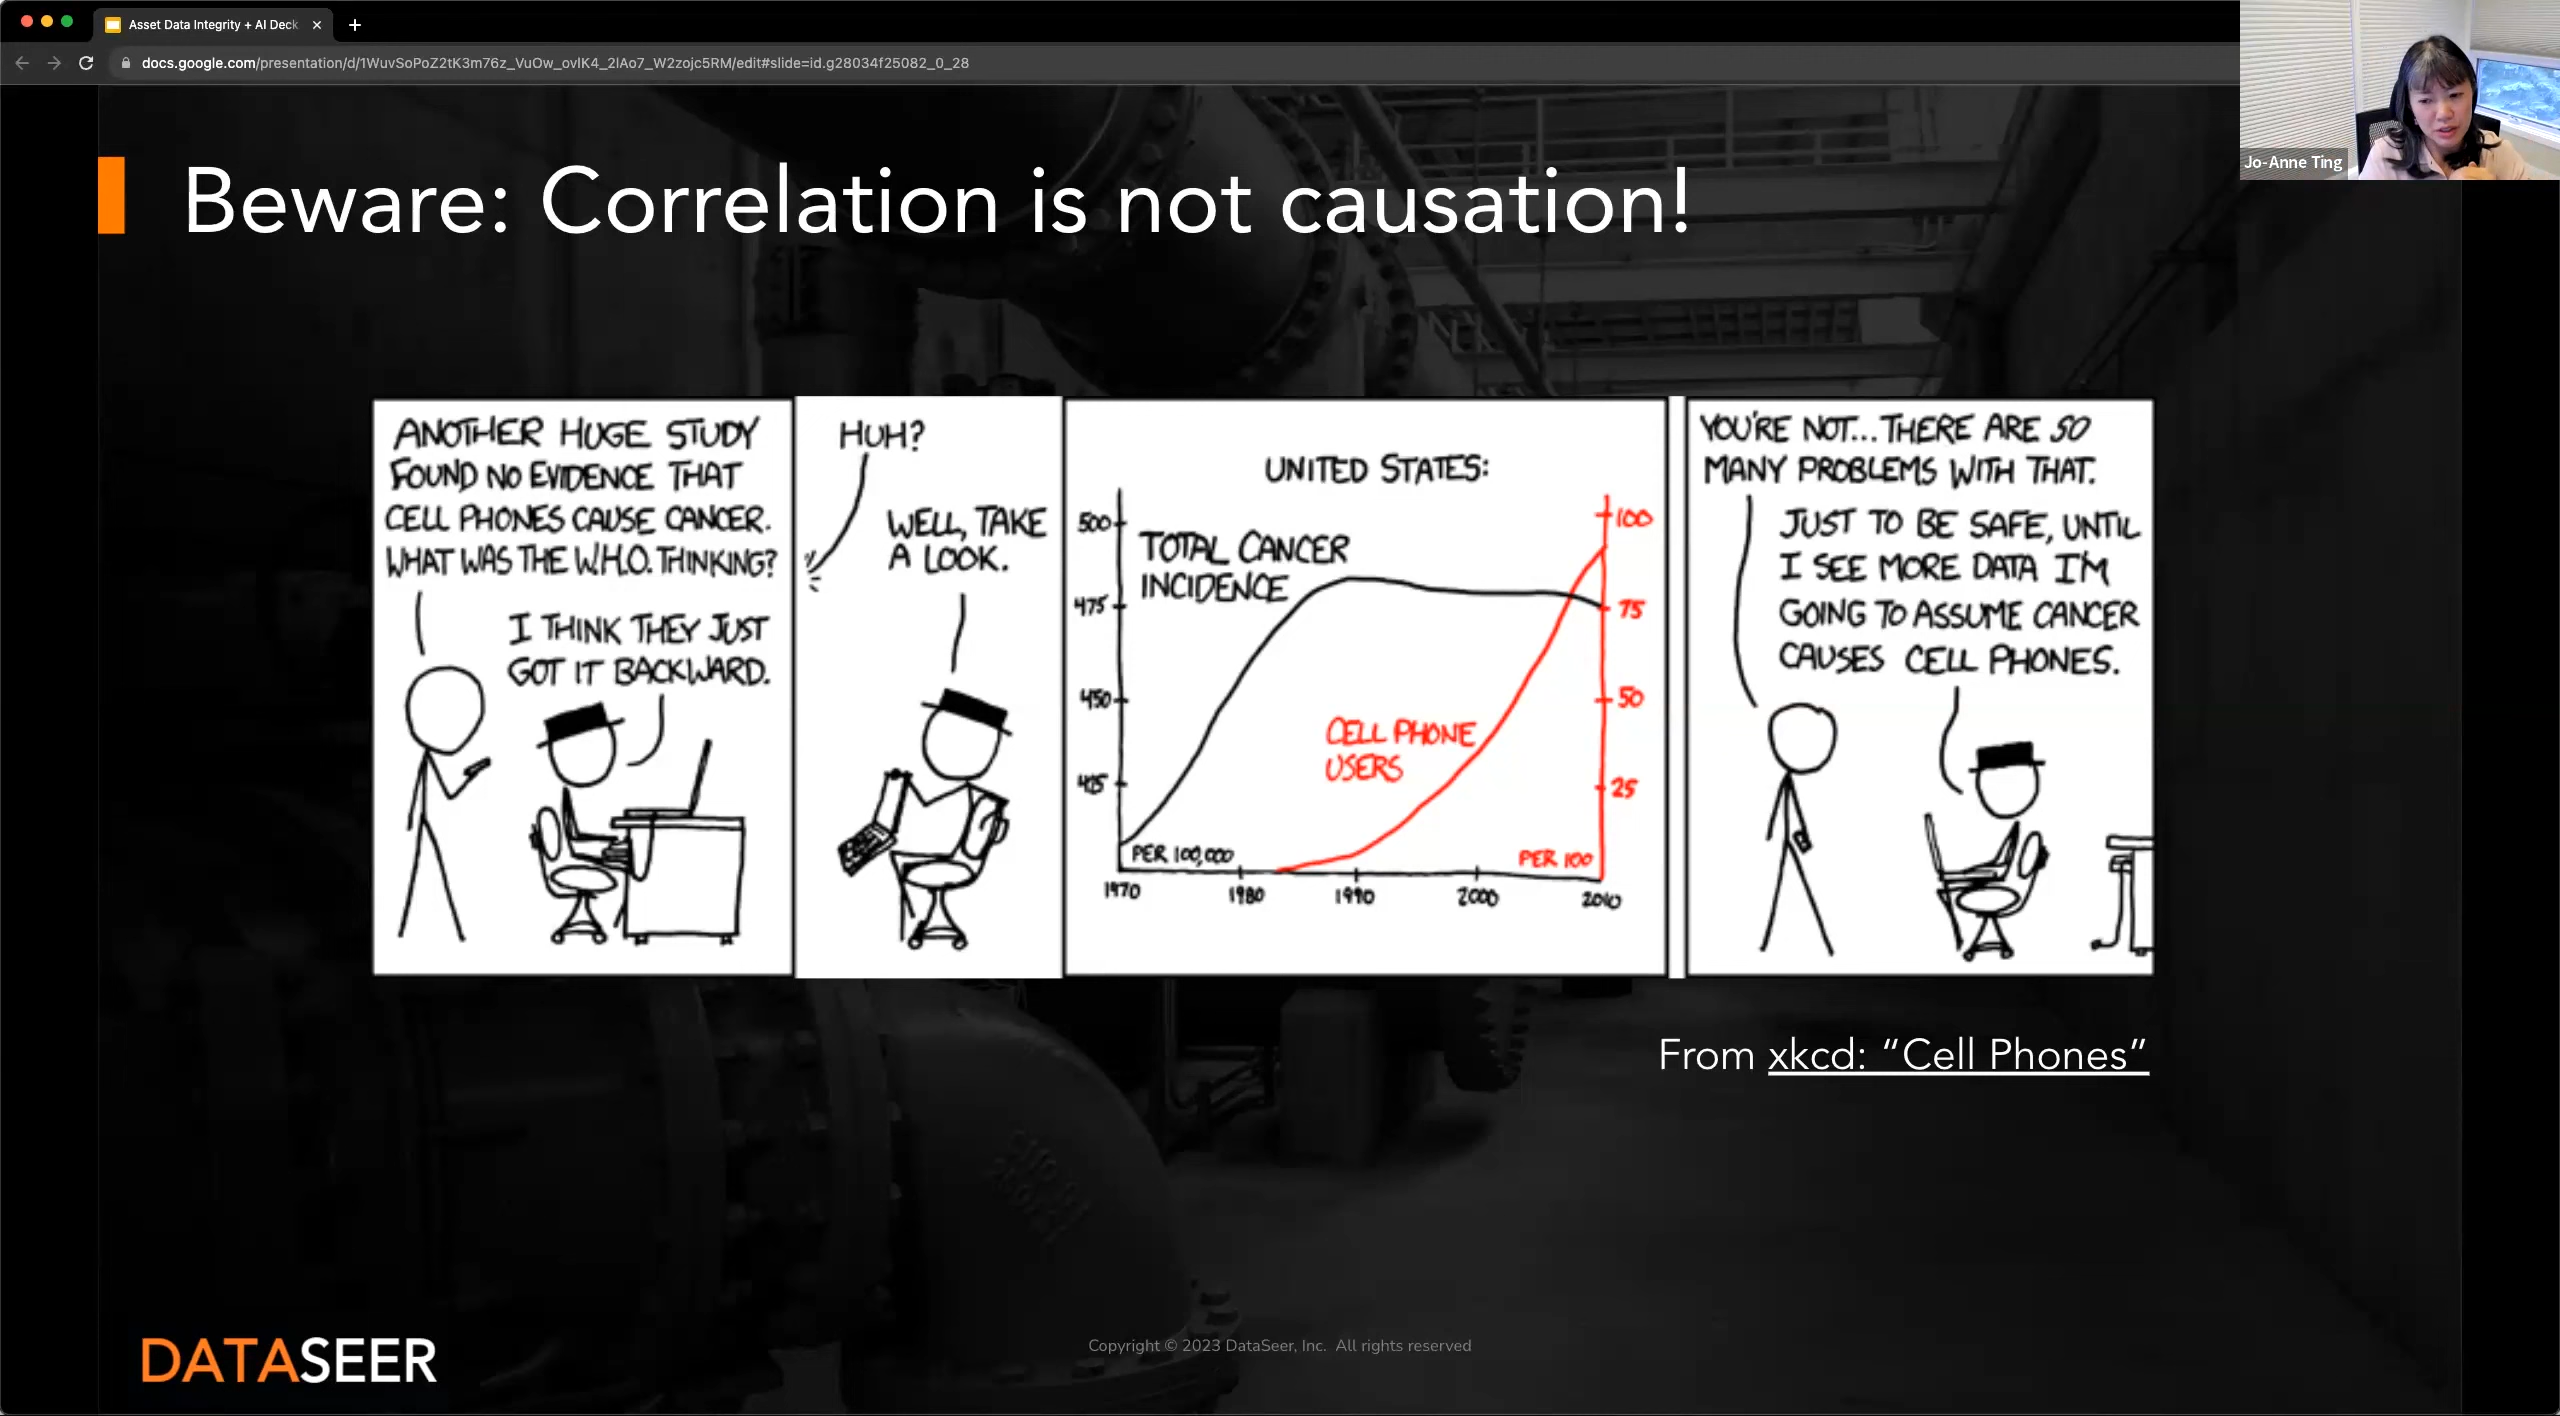 Asset Data Integrity + AI Deck
docs.google.com/presentation/d/1WuvSoPoZ2tK3m76z_VuOw_ovIK4_2lAo7_W2zojc5RM/edit#slide=id.g28034f25082_0_28
Jo-Anne Ting
Beware: Correlation is not causation!
ANOTHER HUGE STUDY
FOUND NO EVIDENCE THAT
CELL PHONES CAUSE CANCER.
WHAT WAS THE W.H.O. THINKING?
I THINK THEY JUST
GOT IT BACKWARD.
HUH?
WELL, TAKE
A LOOK.
UNITED STATES:
500
475
450
425
TOTAL CANCER
INCIDENCE
100
75
50
25
CELL PHONE
USERS
PER 100,000
PER 100
1970
1980
1990
2000
2010
YOU'RE NOT... THERE ARE SO
MANY PROBLEMS WITH THAT.
JUST TO BE SAFE, UNTIL
I SEE MORE DATA I'M
GOING TO ASSUME CANCER
CAUSES CELL PHONES.
From xkcd: “Cell Phones”
DATASEER
Copyright © 2023 DataSeer, Inc. All rights reserved